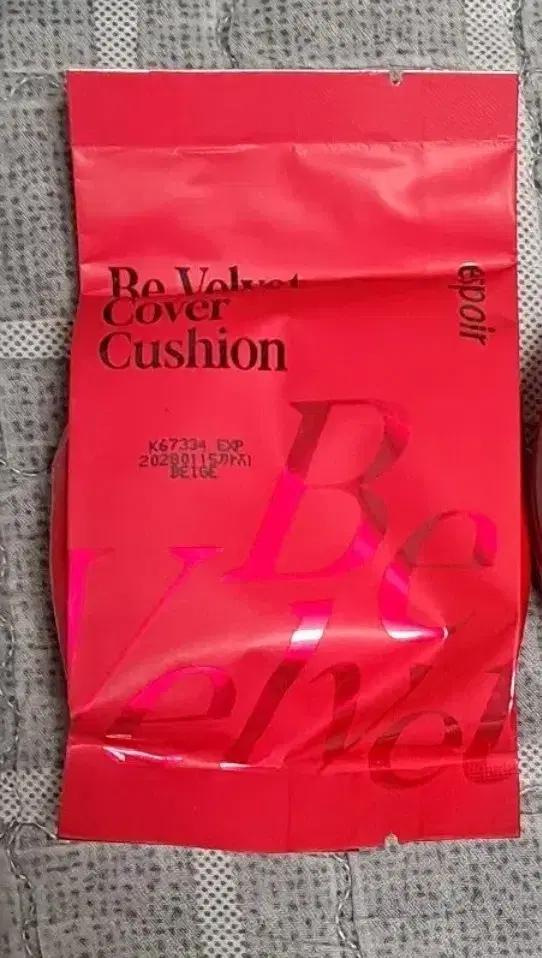 Be Velvet
Cover
Cushion
espoir
K67334 EXP
20280115까지
BEIGE
Be
Velvet